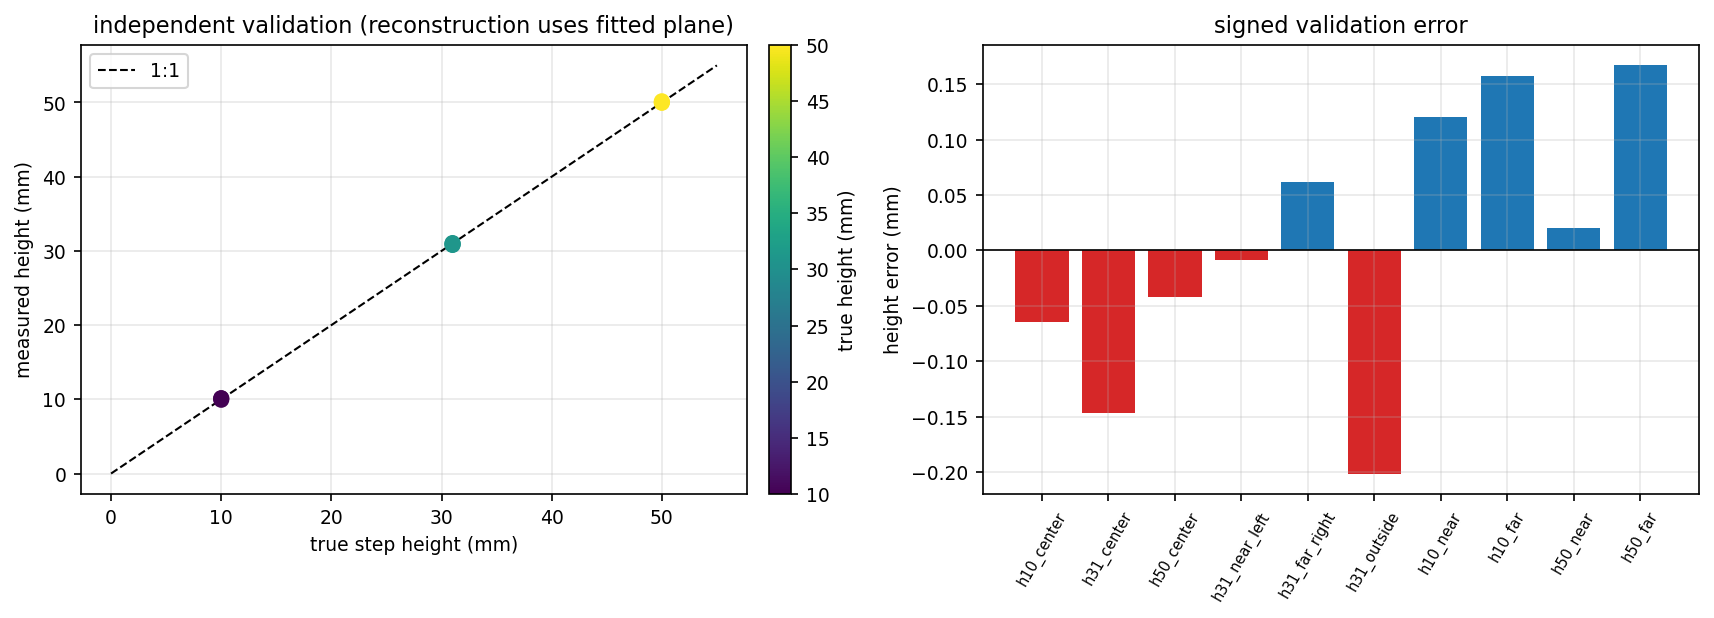 independent validation (reconstruction uses fitted plane)
1:1
measured height (mm)
50
40
30
20
10
0
0 10 20 30 40 50
true step height (mm)
50
45
40
35
30
25
20
15
10
true height (mm)
signed validation error
height error (mm)
0.15
0.10
0.05
0.00
−0.05
−0.10
−0.15
−0.20
h10_center
h31_center
h50_center
h31_near_left
h31_far_right
h31_outside
h10_near
h10_far
h50_near
h50_far